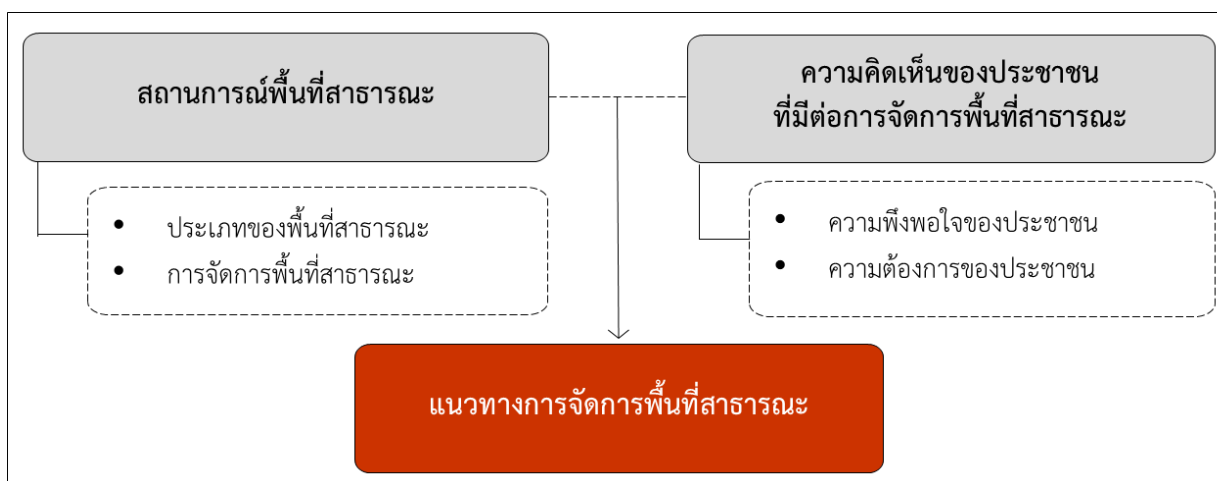 สถานการณ์พื้นที่สาธารณะ
ความคิดเห็นของประชาชน
ที่มีต่อการจัดการพื้นที่สาธารณะ
• ประเภทของพื้นที่สาธารณะ
• การจัดการพื้นที่สาธารณะ
• ความพึงพอใจของประชาชน
• ความต้องการของประชาชน
แนวทางการจัดการพื้นที่สาธารณะ